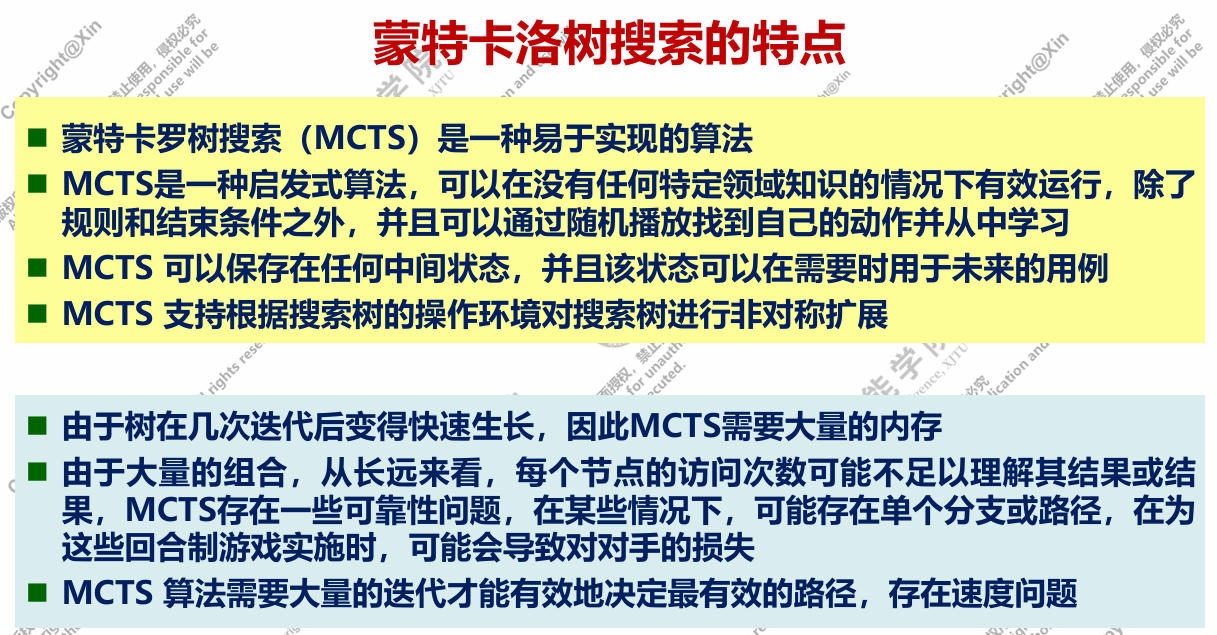 蒙特卡洛树搜索的特点
蒙特卡罗树搜索（MCTS）是一种易于实现的算法
MCTS是一种启发式算法，可以在没有任何特定领域知识的情况下有效运行，除了
规则和结束条件之外，并且可以通过随机播放找到自己的动作并从中学习
MCTS 可以保存在任何中间状态，并且该状态可以在需要时用于未来的用例
MCTS 支持根据搜索树的操作环境对搜索树进行非对称扩展
由于树在几次迭代后变得快速生长，因此MCTS需要大量的内存
由于大量的组合，从长远来看，每个节点的访问次数可能不足以理解其结果或结
果，MCTS存在一些可靠性问题，在某些情况下，可能存在单个分支或路径，在为
这些回合制游戏实施时，可能会导致对对手的损失
MCTS 算法需要大量的迭代才能有效地决定最有效的路径，存在速度问题